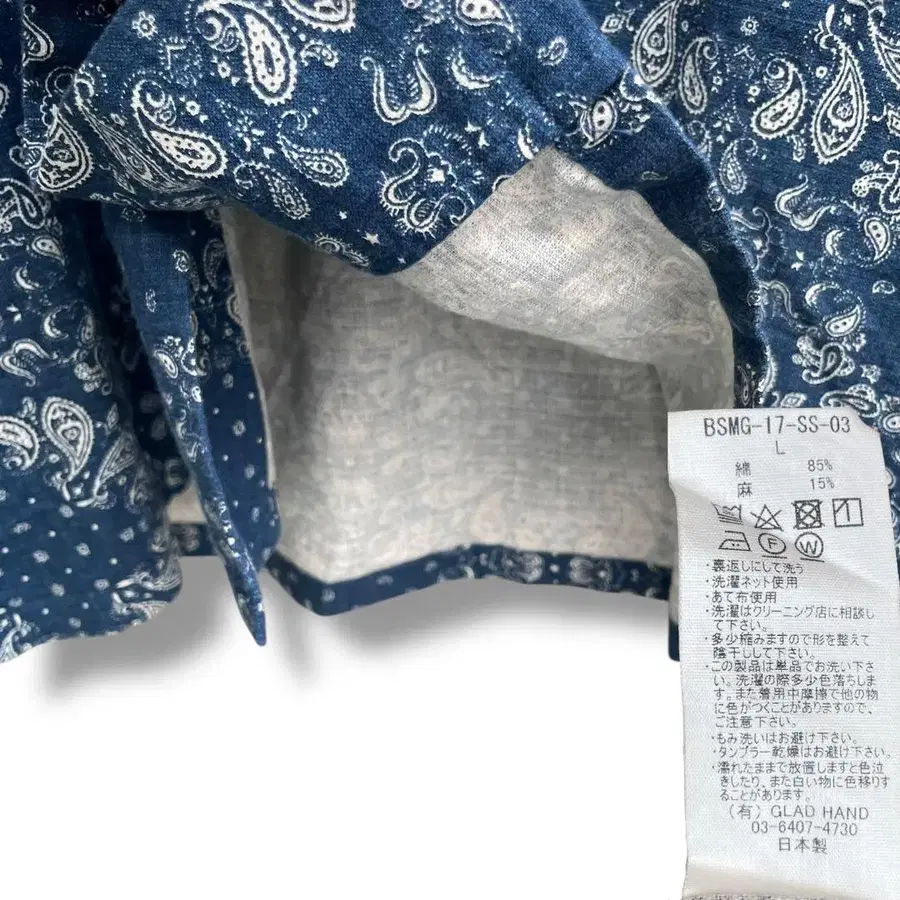 BSMG-17-SS-03
L
綿 85%
麻 15%
F W
・裏返しにして洗う
・洗濯ネット使用
・あて布使用
・洗濯はクリーニング店に相談し
て下さい。
・多少縮みますので形を整えて
陰干しして下さい。
・この製品は単品でお洗い下さ
い。洗濯の際多少色落ちしま
す。また着用中摩擦で他の物
に色がつくことがありますので、
ご注意下さい。
・もみ洗いはお避け下さい。
・タンブラー乾燥はお避け下さい。
・濡れたままで放置しますと色泣
きしたり、また白い物に色移りす
ることがあります。
(有) GLAD HAND
03-6407-4730
日本製